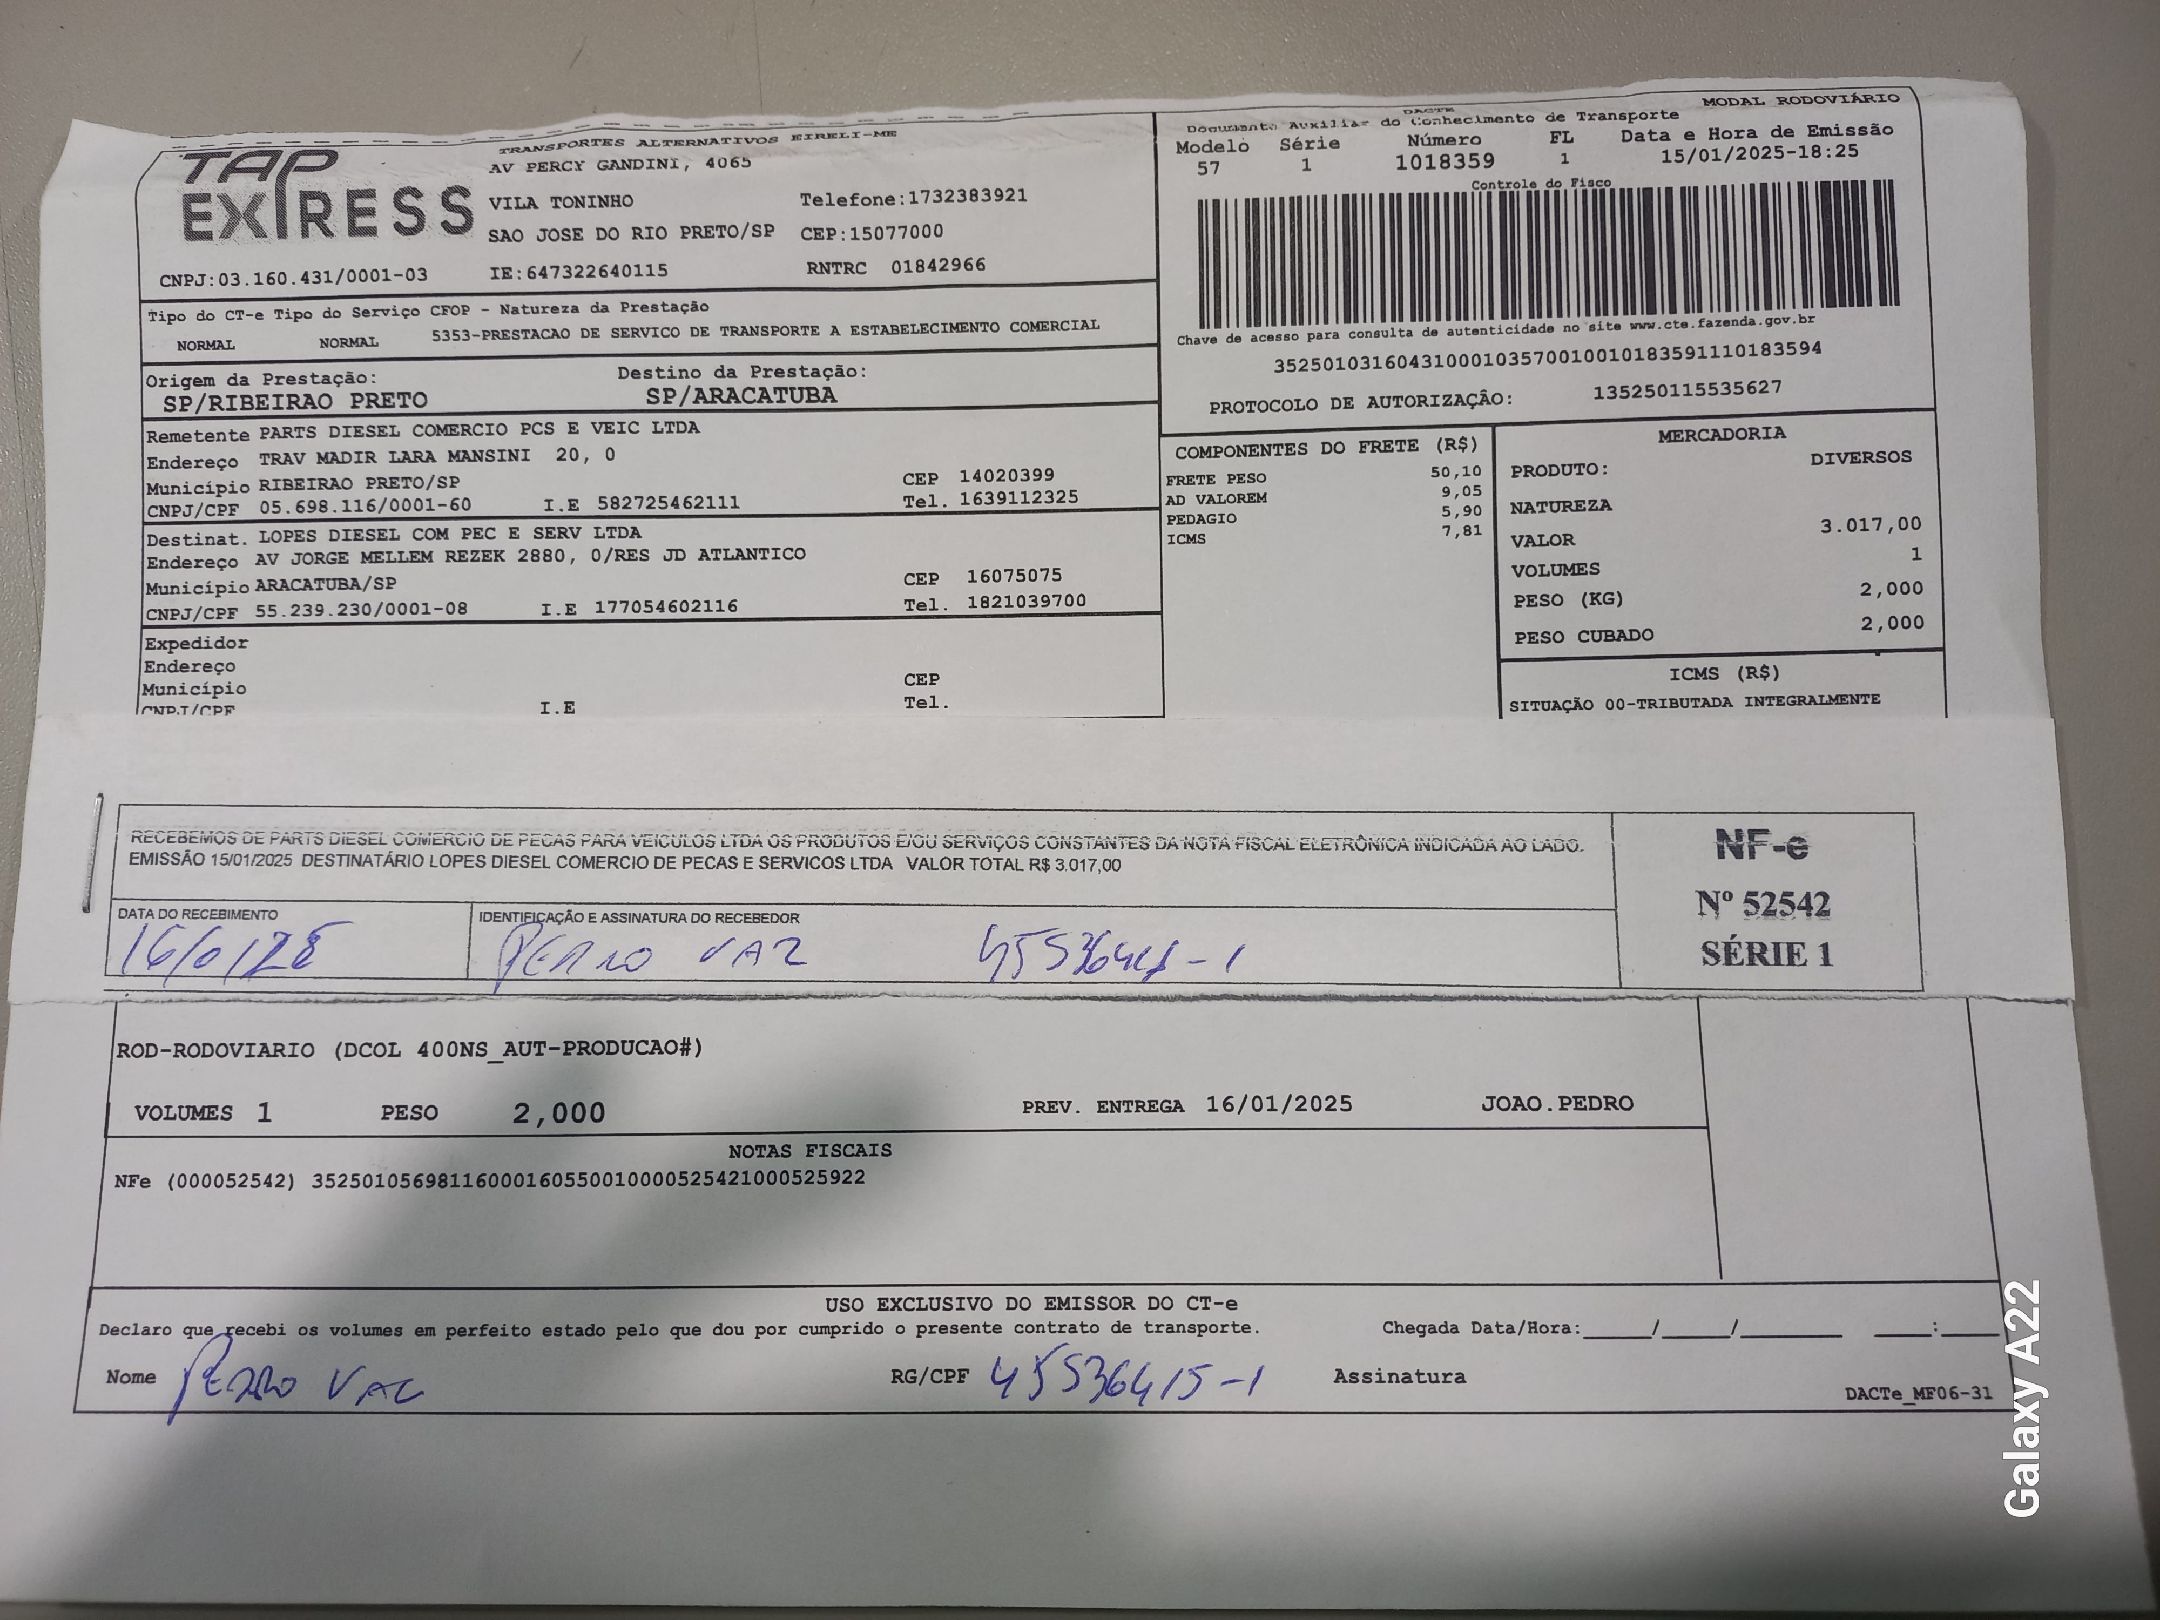 TAP EXPRESS
TRANSPORTES ALTERNATIVOS EIRELI-ME
AV PERCY GANDINI, 4065
VILA TONINHO Telefone:1732383921
SAO JOSE DO RIO PRETO/SP CEP:15077000
CNPJ:03.160.431/0001-03 IE:647322640115 RNTRC 01842966
DACTE MODAL RODOVIÁRIO
Documento Auxiliar do Conhecimento de Transporte
Modelo Série Número FL Data e Hora de Emissão
57 1 1018359 1 15/01/2025-18:25
Controle do Fisco
Chave de acesso para consulta de autenticidade no site www.cte.fazenda.gov.br
35250103160431000103570010010183591110183594
PROTOCOLO DE AUTORIZAÇÃO: 135250115535627
Tipo do CT-e Tipo do Serviço CFOP - Natureza da Prestação
NORMAL NORMAL 5353-PRESTACAO DE SERVICO DE TRANSPORTE A ESTABELECIMENTO COMERCIAL
Origem da Prestação: Destino da Prestação:
SP/RIBEIRAO PRETO SP/ARACATUBA
Remetente PARTS DIESEL COMERCIO PCS E VEIC LTDA
Endereço TRAV MADIR LARA MANSINI 20, 0
Município RIBEIRAO PRETO/SP CEP 14020399
CNPJ/CPF 05.698.116/0001-60 I.E 582725462111 Tel. 1639112325
Destinat. LOPES DIESEL COM PEC E SERV LTDA
Endereço AV JORGE MELLEM REZEK 2880, 0/RES JD ATLANTICO
Município ARACATUBA/SP CEP 16075075
CNPJ/CPF 55.239.230/0001-08 I.E 177054602116 Tel. 1821039700
Expedidor
Endereço
Município CEP
CNPJ/CPF I.E Tel.
COMPONENTES DO FRETE (R$)
FRETE PESO 50,10
AD VALOREM 9,05
PEDAGIO 5,90
ICMS 7,81
MERCADORIA
PRODUTO: DIVERSOS
NATUREZA
VALOR 3.017,00
VOLUMES 1
PESO (KG) 2,000
PESO CUBADO 2,000
ICMS (R$)
SITUAÇÃO 00-TRIBUTADA INTEGRALMENTE
RECEBEMOS DE PARTS DIESEL COMERCIO DE PECAS PARA VEICULOS LTDA OS PRODUTOS E/OU SERVIÇOS CONSTANTES DA NOTA FISCAL ELETRÔNICA INDICADA AO LADO.
EMISSÃO 15/01/2025 DESTINATÁRIO LOPES DIESEL COMERCIO DE PECAS E SERVICOS LTDA VALOR TOTAL R$ 3.017,00
DATA DO RECEBIMENTO IDENTIFICAÇÃO E ASSINATURA DO RECEBEDOR
PEDRO VAZ
NF-e
Nº 52542
SÉRIE 1
ROD-RODOVIARIO (DCOL 400NS_AUT-PRODUCAO#)
VOLUMES 1 PESO 2,000 PREV. ENTREGA 16/01/2025 JOAO.PEDRO
NOTAS FISCAIS
NFe (000052542) 35250105698116000160550010000525421000525922
USO EXCLUSIVO DO EMISSOR DO CT-e
Declaro que recebi os volumes em perfeito estado pelo que dou por cumprido o presente contrato de transporte. Chegada Data/Hora:_____/_____/_______ ____:____
Nome PEDRO VAZ RG/CPF 45536415-1 Assinatura
DACTe_MF06-31
Galaxy A22